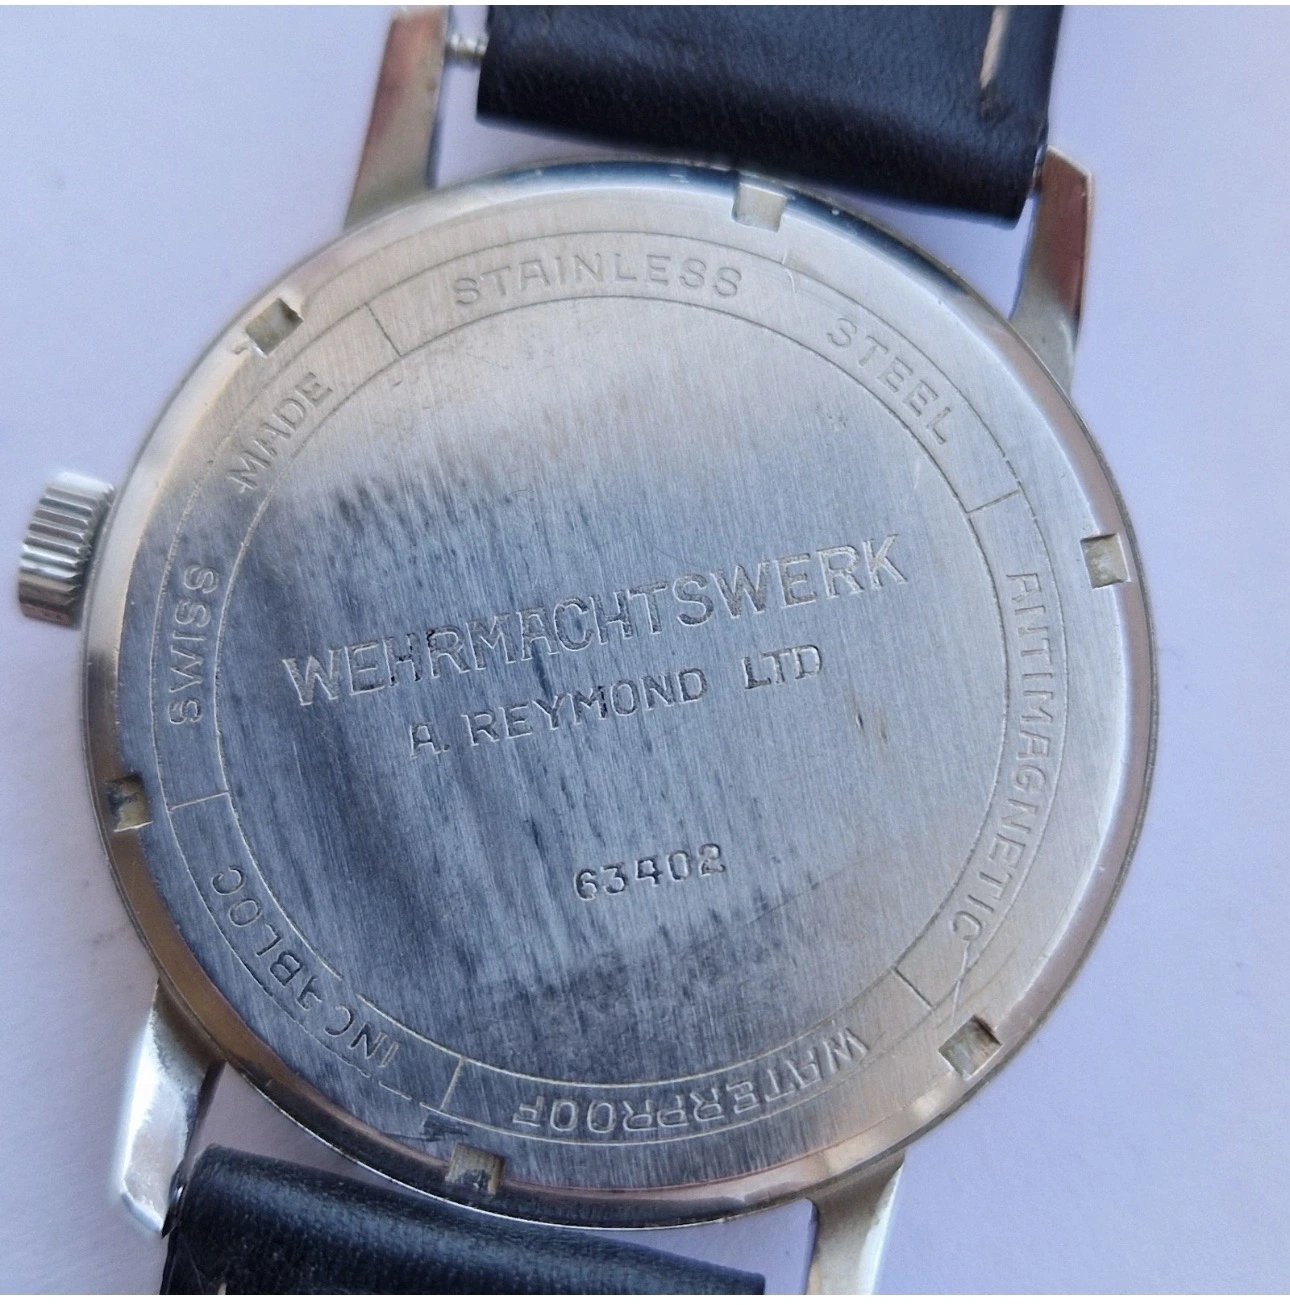 STAINLESS STEEL
ANTIMAGNETIC
WATERPROOF
INCABLOC
SWISS MADE
WEHRMACHTSWERK
A. REYMOND LTD
63402